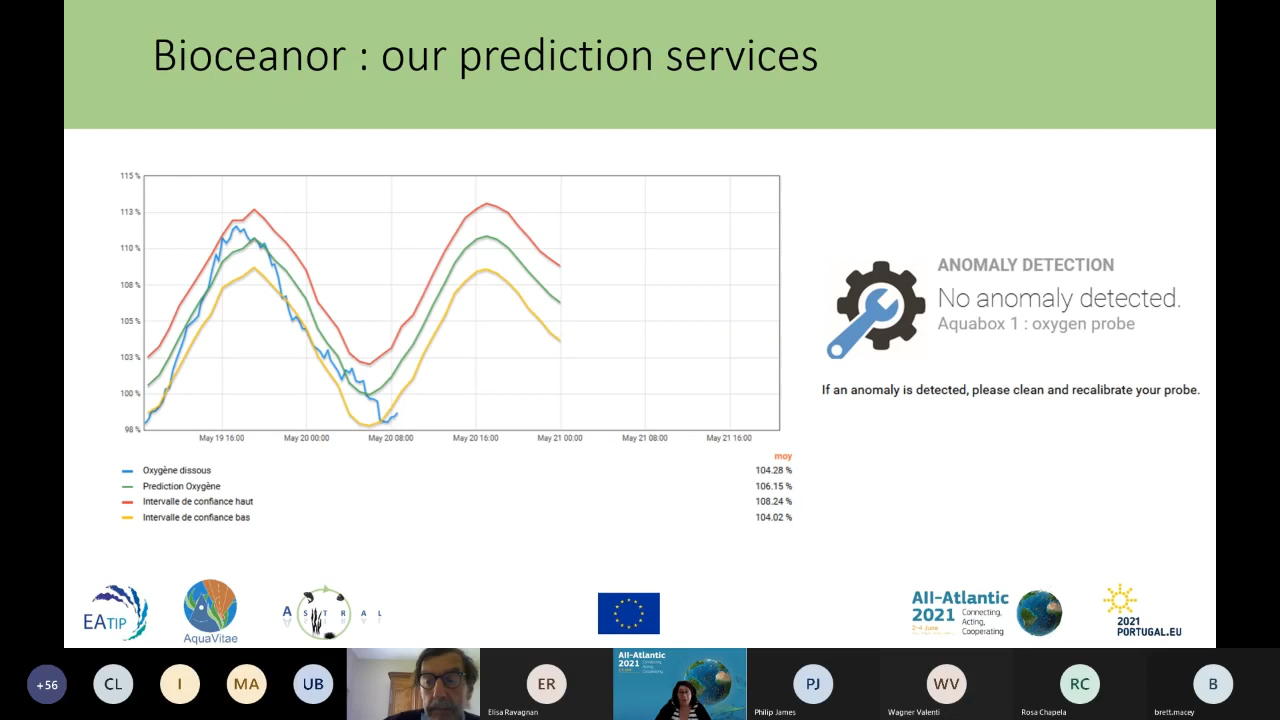 Bioceanor : our prediction services
115 %
113 %
110 %
108 %
105 %
103 %
100 %
98 %
May 19 16:00
May 20 00:00
May 20 08:00
May 20 16:00
May 21 00:00
May 21 08:00
May 21 16:00
moy
Oxygène dissous 104.28 %
Prediction Oxygène 106.15 %
Intervalle de confiance haut 108.24 %
Intervalle de confiance bas 104.02 %
ANOMALY DETECTION
No anomaly detected.
Aquabox 1 : oxygen probe
If an anomaly is detected, please clean and recalibrate your probe.
EATIP
AquaVitae
ASTRAL
All-Atlantic
2021
2-4 June
Connecting,
Acting,
Cooperating
2021
PORTUGAL.EU
+56
CL
I
MA
UB
ER
Elisa Ravagnan
All-Atlantic
2021
Connecting,
Acting,
Cooperating
PJ
Philip James
WV
Wagner Valenti
RC
Rosa Chapela
B
brett.macey